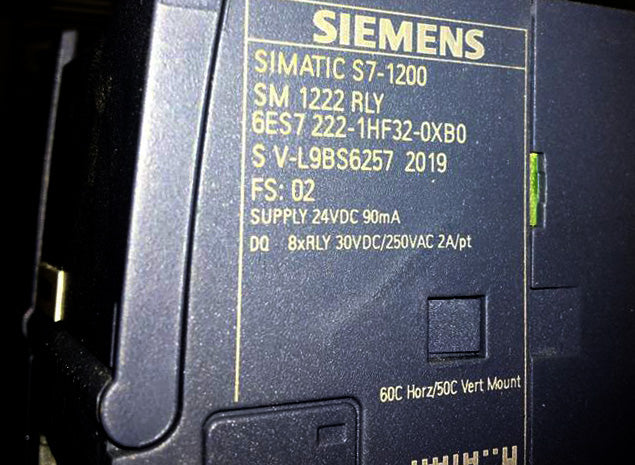 SIEMENS
SIMATIC S7-1200
SM 1222 RLY
6ES7 222-1HF32-0XB0
S V-L9BS6257 2019
FS: 02
SUPPLY 24VDC 90mA
DQ 8xRLY 30VDC/250VAC 2A/pt
60C Horz/50C Vert Mount